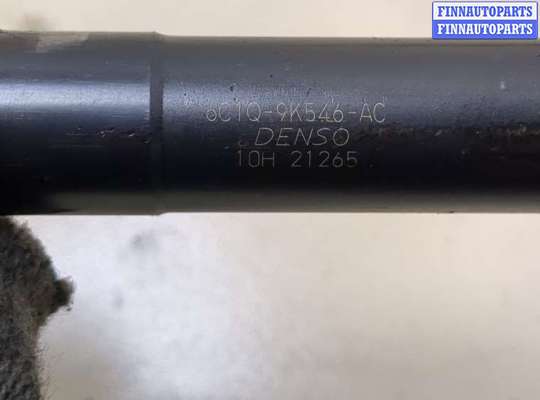 FINNAUTOPARTS
FINNAUTOPARTS
6C1Q-9K546-AC
DENSO
10H 21265